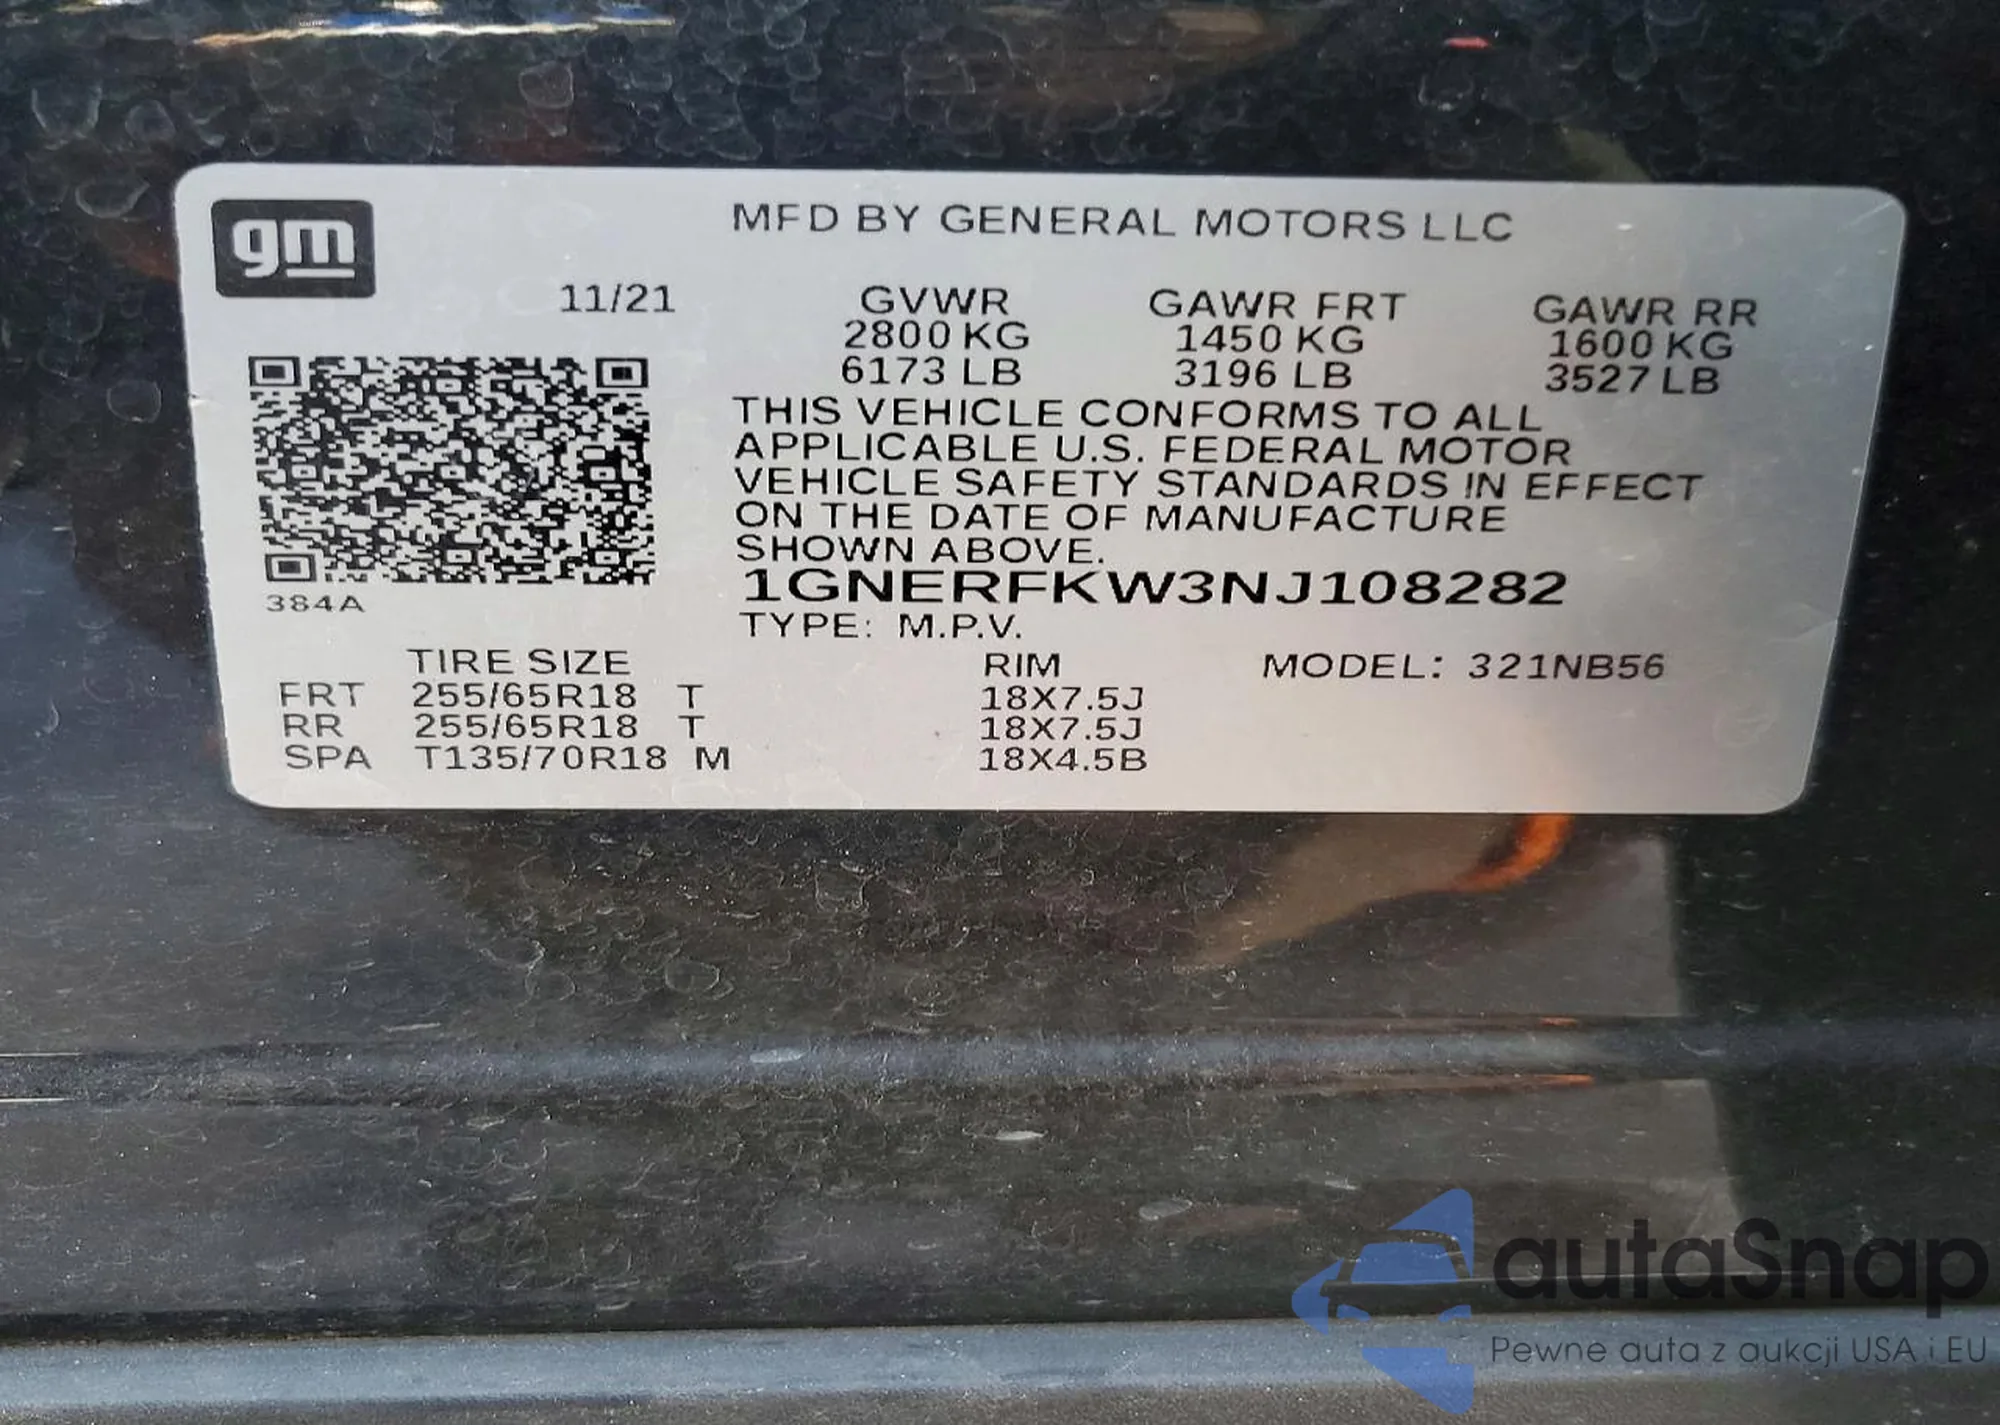 gm
MFD BY GENERAL MOTORS LLC
11/21
GVWR GAWR FRT GAWR RR
2800 KG 1450 KG 1600 KG
6173 LB 3196 LB 3527 LB
THIS VEHICLE CONFORMS TO ALL
APPLICABLE U.S. FEDERAL MOTOR
VEHICLE SAFETY STANDARDS IN EFFECT
ON THE DATE OF MANUFACTURE
SHOWN ABOVE.
1GNERFKW3NJ108282
384A
TYPE: M.P.V.
TIRE SIZE RIM MODEL: 321NB56
FRT 255/65R18 T 18X7.5J
RR 255/65R18 T 18X7.5J
SPA T135/70R18 M 18X4.5B
autaSnap
Pewne auta z aukcji USA i EU